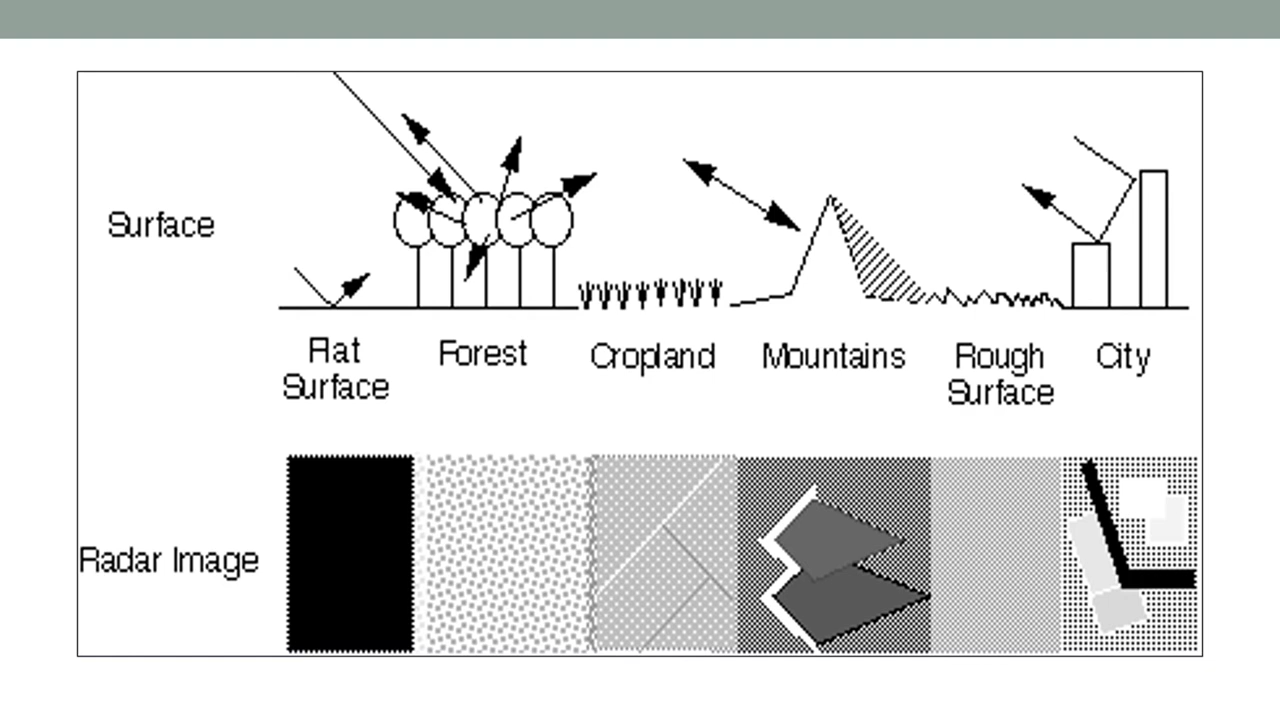 Surface
Flat
Surface
Forest
Cropland
Mountains
Rough
Surface
City
Radar Image